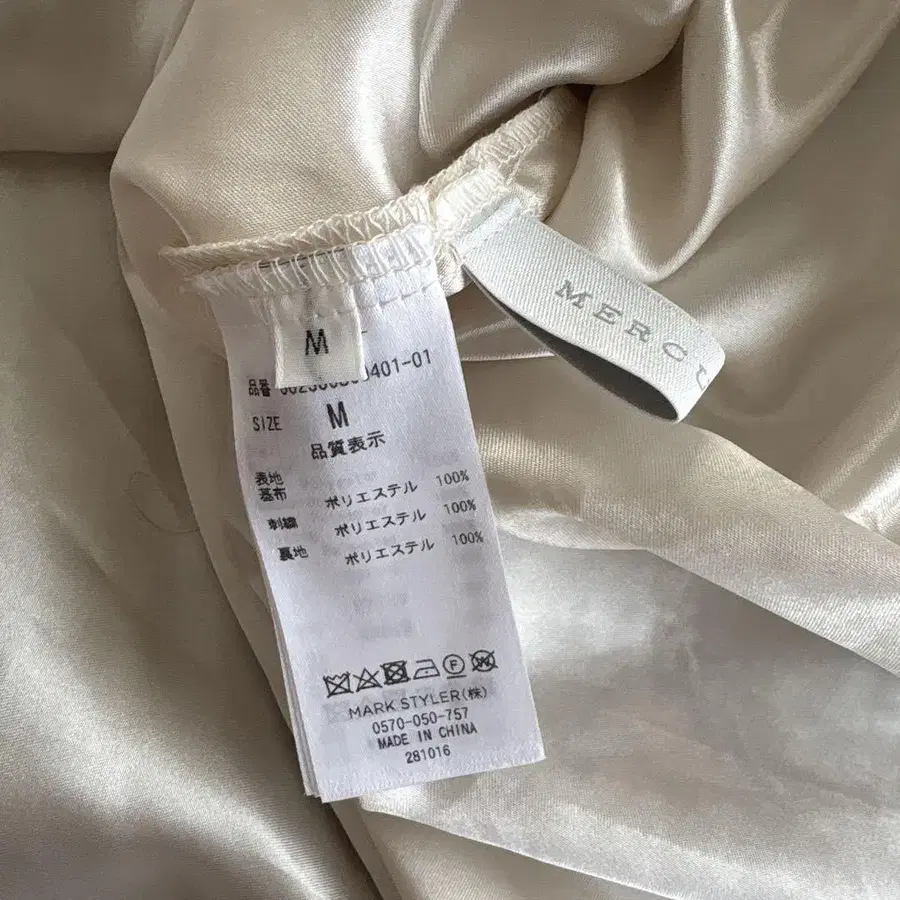 M
品番 401-01
SIZE M
品質表示
表地
基布 ポリエステル 100%
刺繍 ポリエステル 100%
裏地 ポリエステル 100%
MARK STYLER(株)
0570-050-757
MADE IN CHINA
281016
MERC